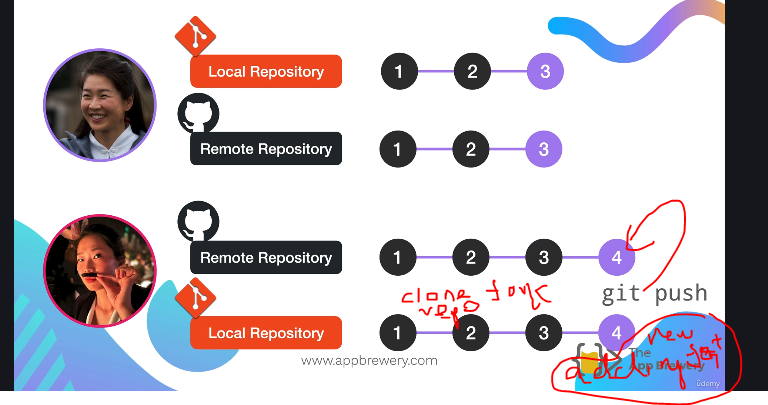 Local Repository 1 2 3
Remote Repository 1 2 3
Remote Repository 1 2 3 4
clone fork
repo
git push
Local Repository 1 2 3 4
new
The
App Brewery
add
www.appbrewery.com
udemy